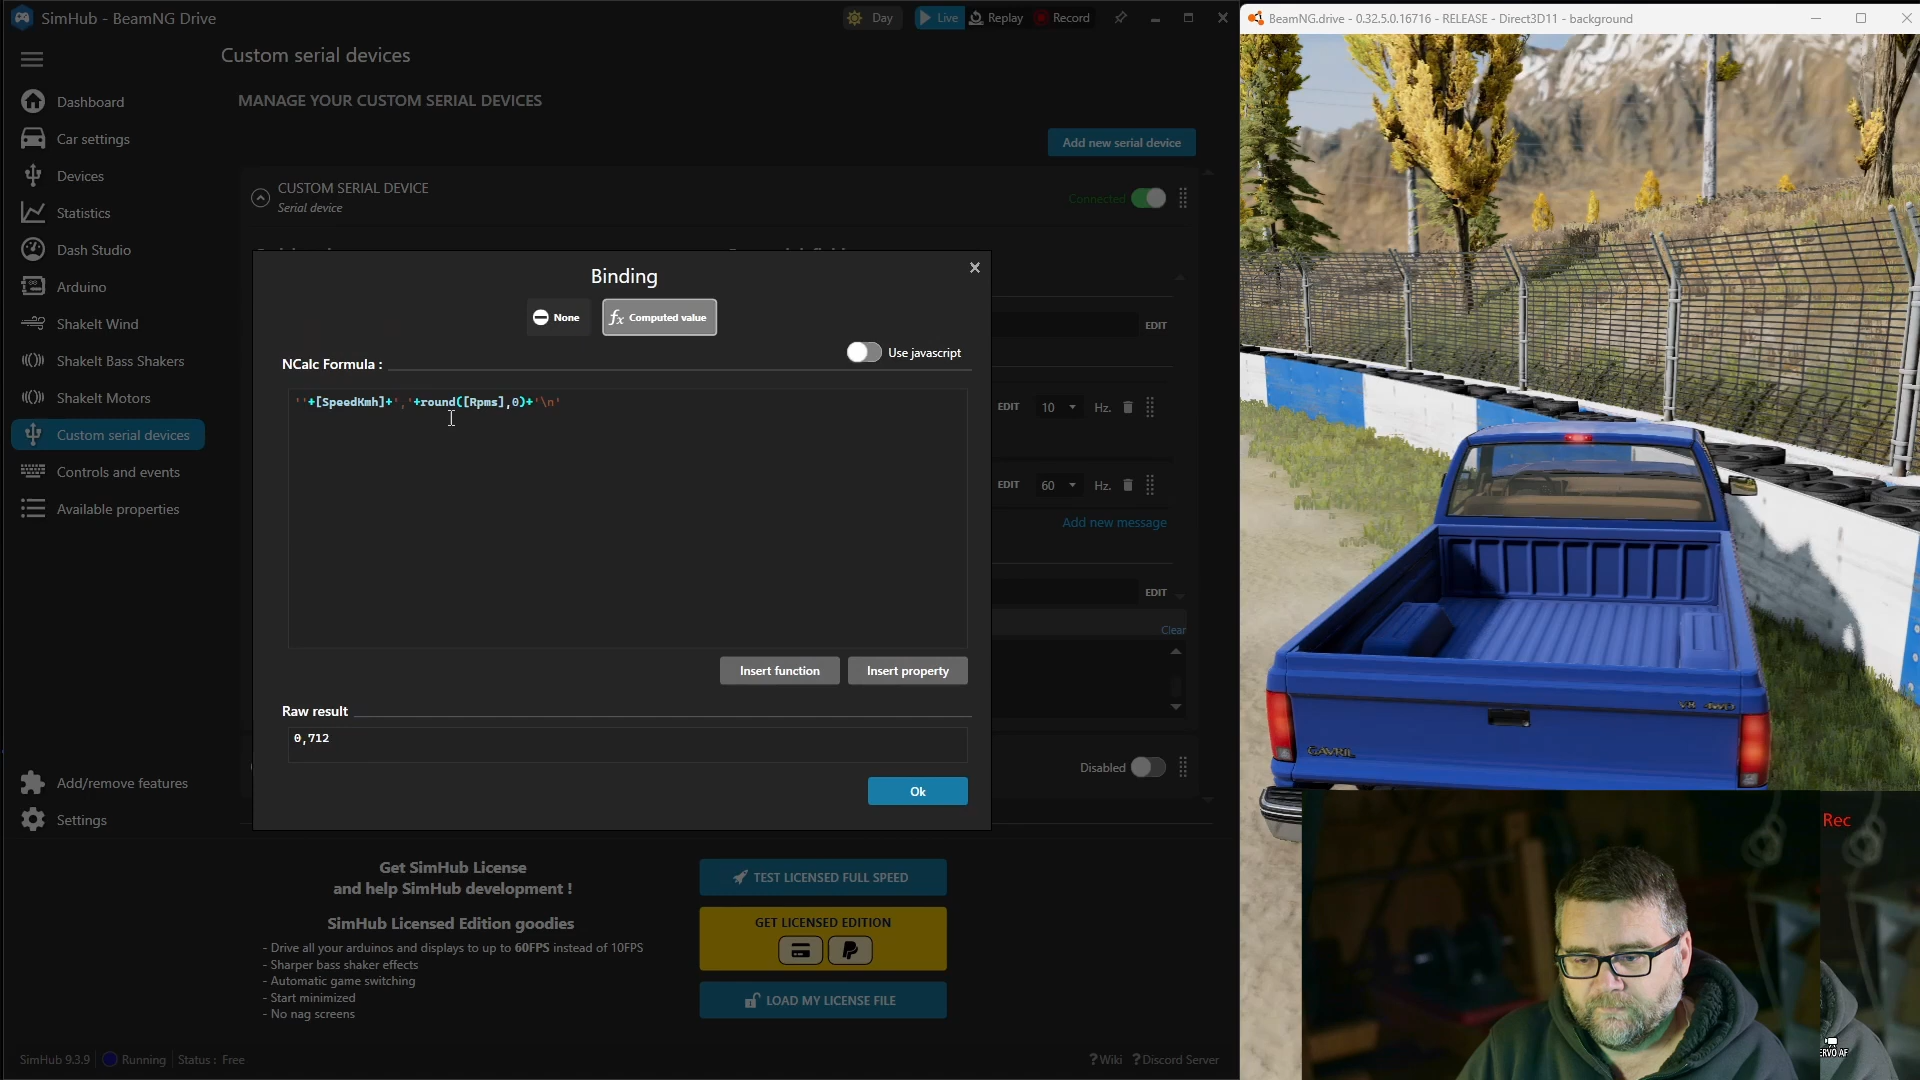 SimHub - BeamNG Drive
Day
Live
Replay
Record
Custom serial devices
MANAGE YOUR CUSTOM SERIAL DEVICES
Add new serial device
Dashboard
Car settings
Devices
Statistics
Dash Studio
Arduino
ShakeIt Wind
ShakeIt Bass Shakers
ShakeIt Motors
Custom serial devices
Controls and events
Available properties
Add/remove features
Settings
CUSTOM SERIAL DEVICE
Serial device
Connected
Binding
None
fx Computed value
Use javascript
NCalc Formula :
''+[SpeedKmh]+','+round([Rpms],0)+'\n'
EDIT
EDIT 10 Hz.
EDIT 60 Hz.
Add new message
EDIT
Clear
Insert function
Insert property
Raw result
0,712
Ok
Disabled
Get SimHub License
and help SimHub development !
SimHub Licensed Edition goodies
- Drive all your arduinos and displays to up to 60FPS instead of 10FPS
- Sharper bass shaker effects
- Automatic game switching
- Start minimized
- No nag screens
TEST LICENSED FULL SPEED
GET LICENSED EDITION
LOAD MY LICENSE FILE
SimHub 9.3.9
Running
Status : Free
?Wiki
?Discord Server
BeamNG.drive - 0.32.5.0.16716 - RELEASE - Direct3D11 - background
V8 4WD
GAVRIL
Rec
ERVO AF